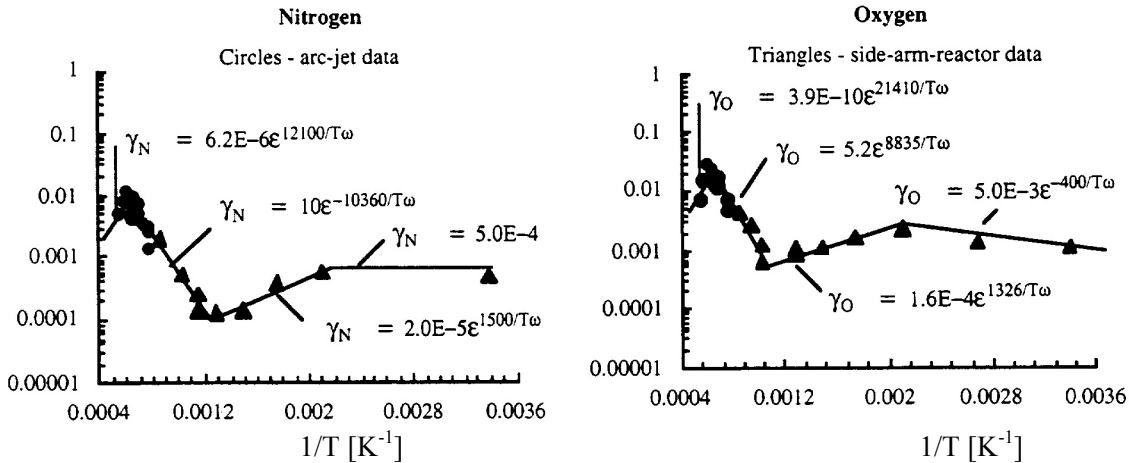 Nitrogen
Circles - arc-jet data
1
0.1
0.01
0.001
0.0001
0.00001
γN = 6.2E–6ε^12100/Tω
γN = 10ε^–10360/Tω
γN = 5.0E–4
γN = 2.0E–5ε^1500/Tω
0.0004 0.0012 0.002 0.0028 0.0036
1/T [K⁻¹]
Oxygen
Triangles - side-arm-reactor data
1
0.1
0.01
0.001
0.0001
0.00001
γO = 3.9E–10ε^21410/Tω
γO = 5.2ε^8835/Tω
γO = 5.0E–3ε^–400/Tω
γO = 1.6E–4ε^1326/Tω
0.0004 0.0012 0.002 0.0028 0.0036
1/T [K⁻¹]